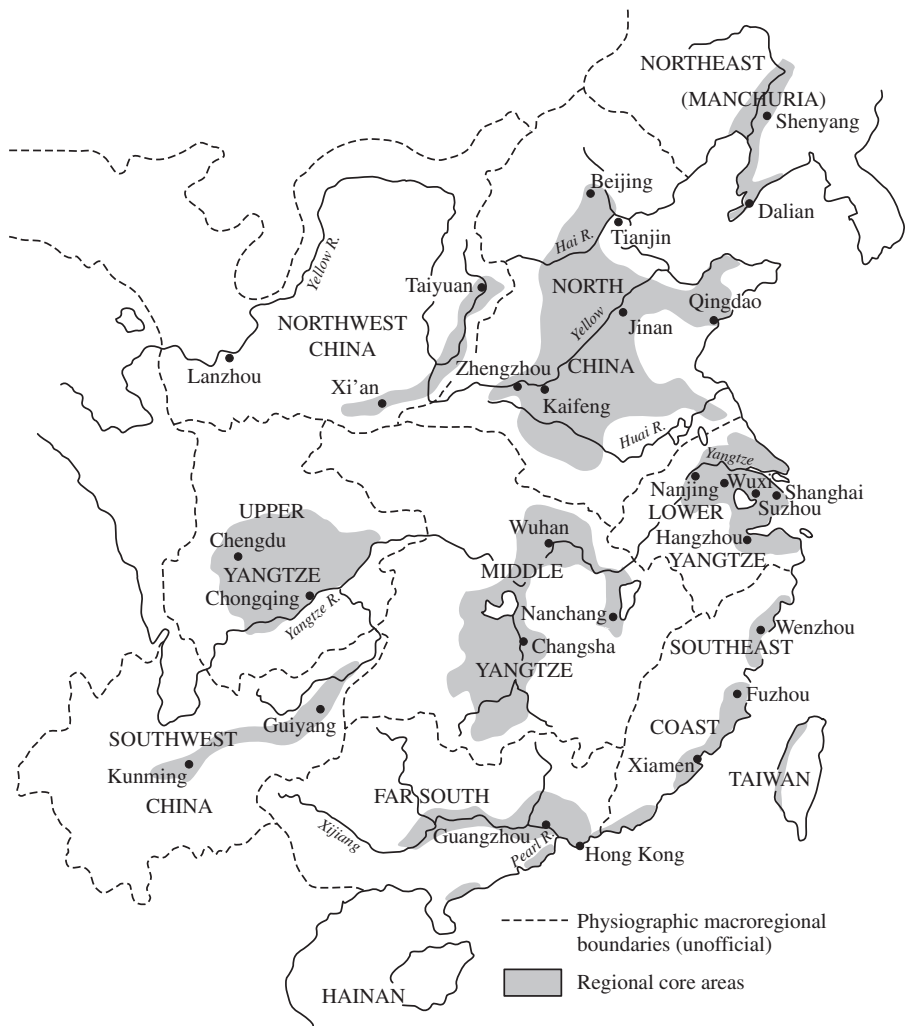 NORTHEAST
(MANCHURIA)
Shenyang
Beijing
Dalian
Hai R.
Tianjin
Yellow R.
Taiyuan
NORTH
Qingdao
NORTHWEST
CHINA
Yellow
Jinan
Lanzhou
Zhengzhou
CHINA
Xi'an
Kaifeng
Huai R.
Yangtze
Nanjing
Wuxi
Shanghai
Suzhou
LOWER
UPPER
Wuhan
Hangzhou
Chengdu
YANGTZE
MIDDLE
YANGTZE
Chongqing
Yangtze R.
Nanchang
Wenzhou
Changsha
SOUTHEAST
YANGTZE
Fuzhou
Guiyang
COAST
SOUTHWEST
Xiamen
Kunming
TAIWAN
CHINA
FAR SOUTH
Xijiang
Guangzhou
Pearl R.
Hong Kong
Physiographic macroregional
boundaries (unofficial)
Regional core areas
HAINAN